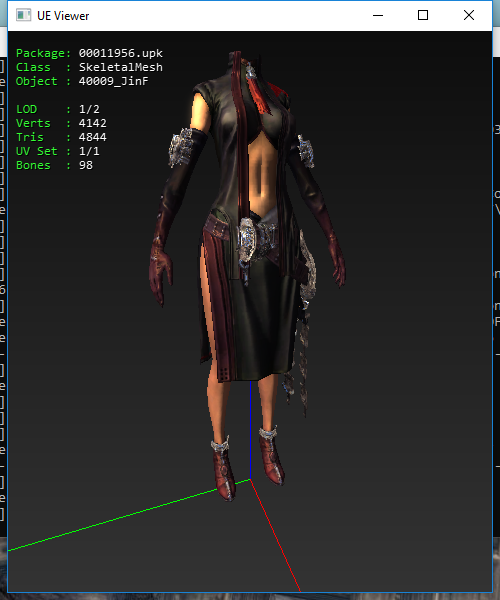 UE Viewer
Package: 00011956.upk
Class : SkeletalMesh
Object : 40009_JinF
LOD : 1/2
Verts : 4142
Tris : 4844
UV Set : 1/1
Bones : 98